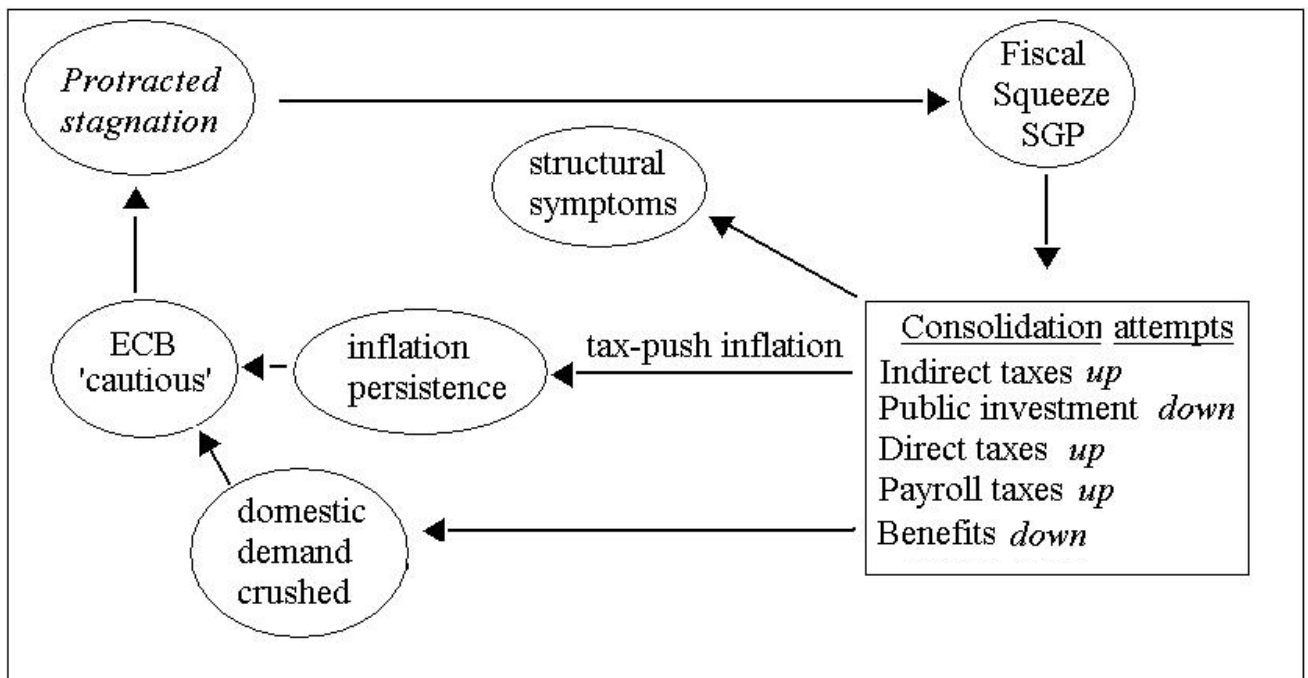 Protracted
stagnation
Fiscal
Squeeze
SGP
structural
symptoms
ECB
'cautious'
inflation
persistence
tax-push inflation
Consolidation attempts
Indirect taxes up
Public investment down
Direct taxes up
Payroll taxes up
Benefits down
domestic
demand
crushed